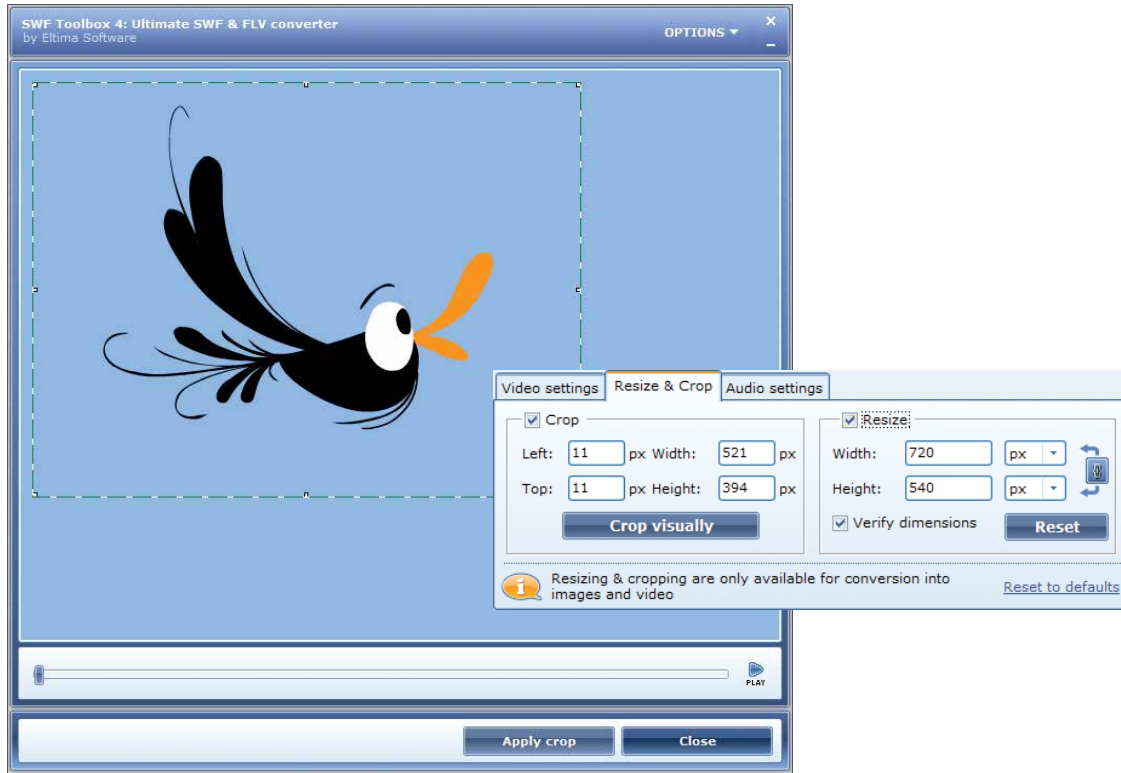 SWF Toolbox 4: Ultimate SWF & FLV converter
by Eltima Software
OPTIONS
Video settings Resize & Crop Audio settings
Crop
Left: 11 px Width: 521 px
Top: 11 px Height: 394 px
Crop visually
Resize
Width: 720 px
Height: 540 px
Verify dimensions Reset
Resizing & cropping are only available for conversion into
images and video
Reset to defaults
PLAY
Apply crop Close